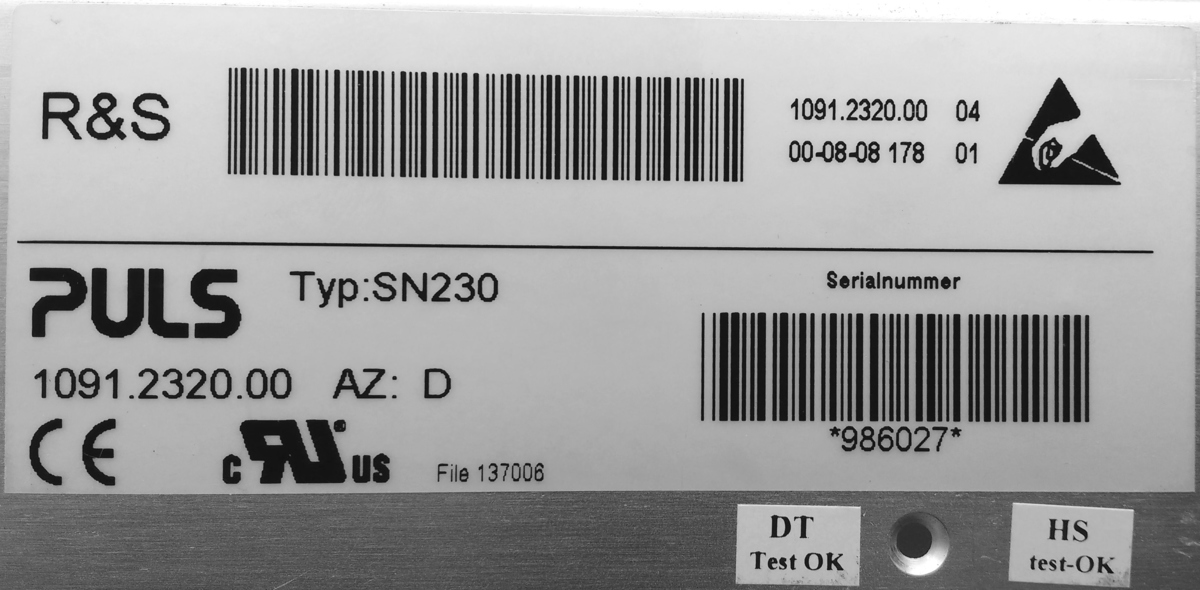 R&S
1091.2320.00 04
00-08-08 178 01
PULS Typ:SN230
Serialnummer
1091.2320.00 AZ: D
*986027*
CE c RU® US File 137006
DT
Test OK
HS
test-OK